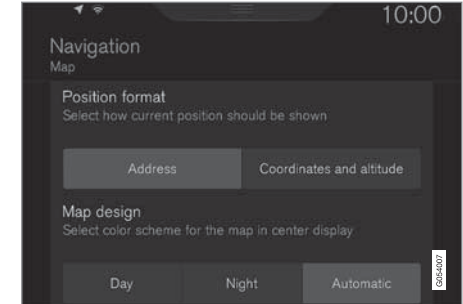 10:00
Navigation
Map
Position format
Select how current position should be shown
Address
Coordinates and altitude
Map design
Select color scheme for the map in center display
Day
Night
Automatic
G054007